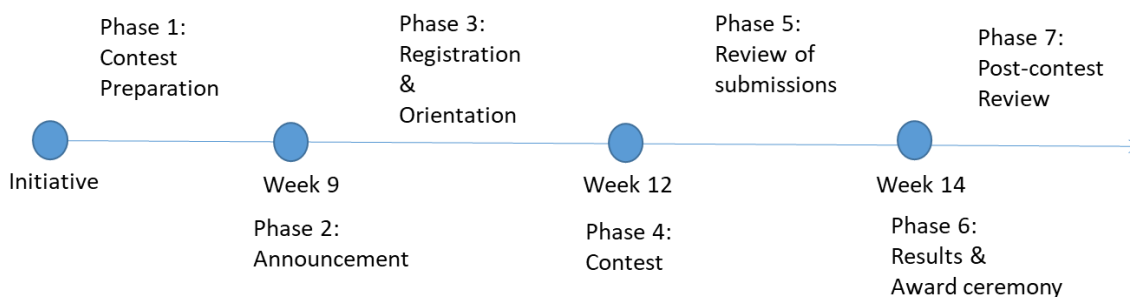 Phase 1:
Contest
Preparation
Phase 3:
Registration
&
Orientation
Phase 5:
Review of
submissions
Phase 7:
Post-contest
Review
Initiative
Week 9
Week 12
Week 14
Phase 2:
Announcement
Phase 4:
Contest
Phase 6:
Results &
Award ceremony